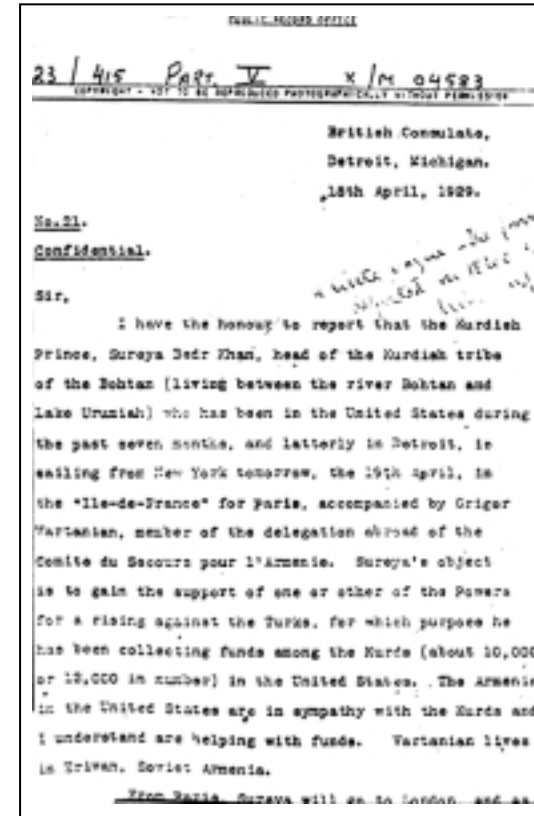 PUBLIC RECORD OFFICE
23 / 415 PART V X/M 04583
COPYRIGHT - NOT TO BE REPRODUCED PHOTOGRAPHICALLY WITHOUT PERMISSION
British Consulate,
Detroit, Michigan.
18th April, 1929.
No.21.
Confidential.
Sir,
I have the honour to report that the Kurdish
Prince, Sureya Bedr Khan, head of the Kurdish tribe
of the Bohtan (living between the river Bohtan and
Lake Urumiah) who has been in the United States during
the past seven months, and latterly in Detroit, is
sailing from New York tomorrow, the 19th April, in
the "Ile-de-France" for Paris, accompanied by Grigor
Vartanian, member of the delegation abroad of the
Comite du Secours pour l'Armenie. Sureya's object
is to gain the support of one or other of the Powers
for a rising against the Turks, for which purpose he
has been collecting funds among the Kurds (about 10,000
or 12,000 in number) in the United States. The Armenia
in the United States are in sympathy with the Kurds and
I understand are helping with funds. Vartanian lives
in Erivan, Soviet Armenia.
From Paris, Sureya will go to London, and as